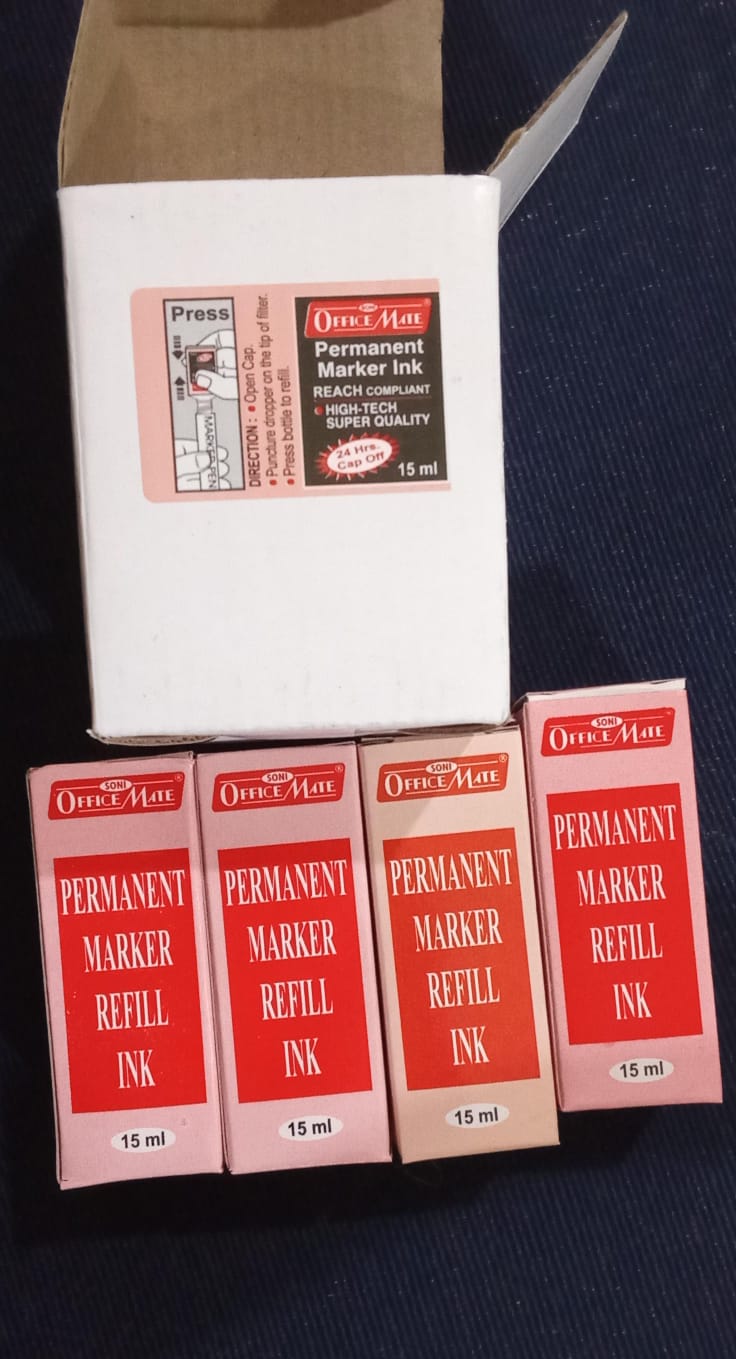 Press
MARKER PEN
DIRECTION : • Open Cap.
• Puncture dropper on the tip of filter.
• Press bottle to refill.
SONI
OFFICE MATE ®
Permanent
Marker Ink
REACH COMPLIANT
• HIGH-TECH
SUPER QUALITY
24 Hrs.
Cap Off
15 ml
SONI
OFFICE MATE ®
PERMANENT
MARKER
REFILL
INK
15 ml
SONI
OFFICE MATE ®
PERMANENT
MARKER
REFILL
INK
15 ml
SONI
OFFICE MATE ®
PERMANENT
MARKER
REFILL
INK
15 ml
SONI
OFFICE MATE
PERMANENT
MARKER
REFILL
INK
15 ml